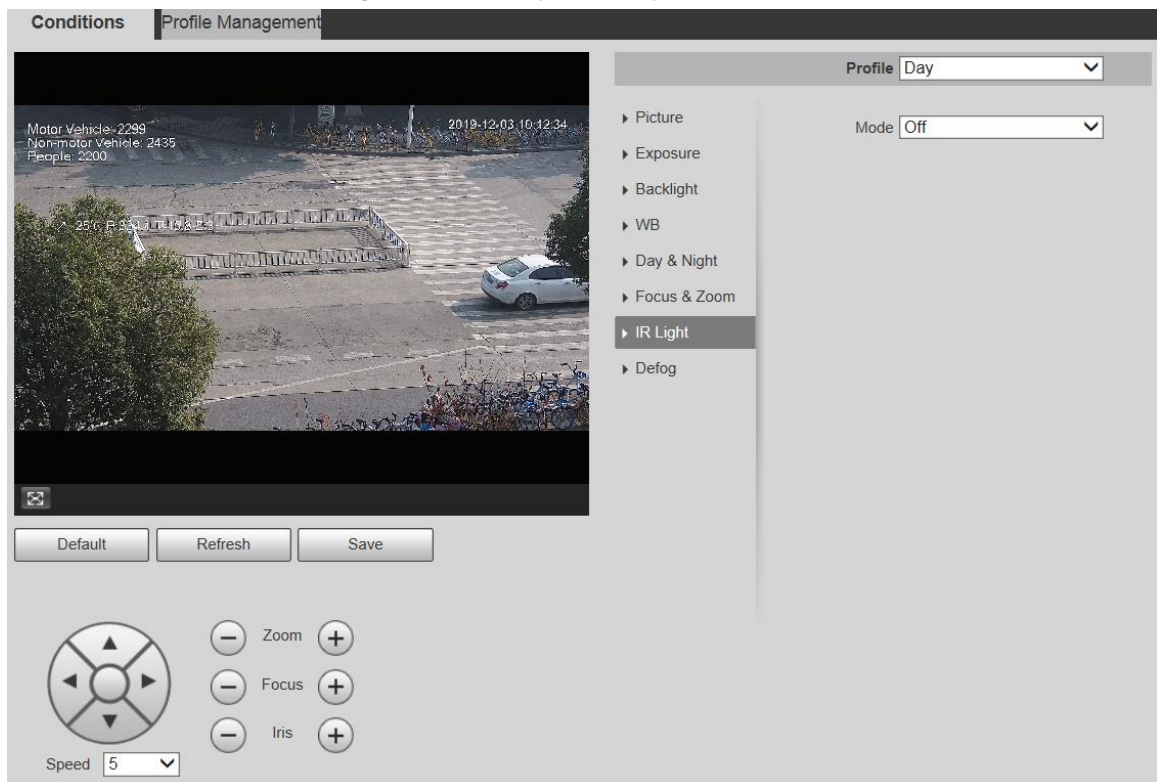 Conditions
Profile Management
Profile Day
Motor Vehicle: 2299
Non-motor Vehicle: 2435
People: 2200
2019-12-03 10:12:34
Picture
Mode Off
Exposure
Backlight
WB
Day & Night
Focus & Zoom
IR Light
Defog
Default
Refresh
Save
Zoom
Focus
Iris
Speed 5